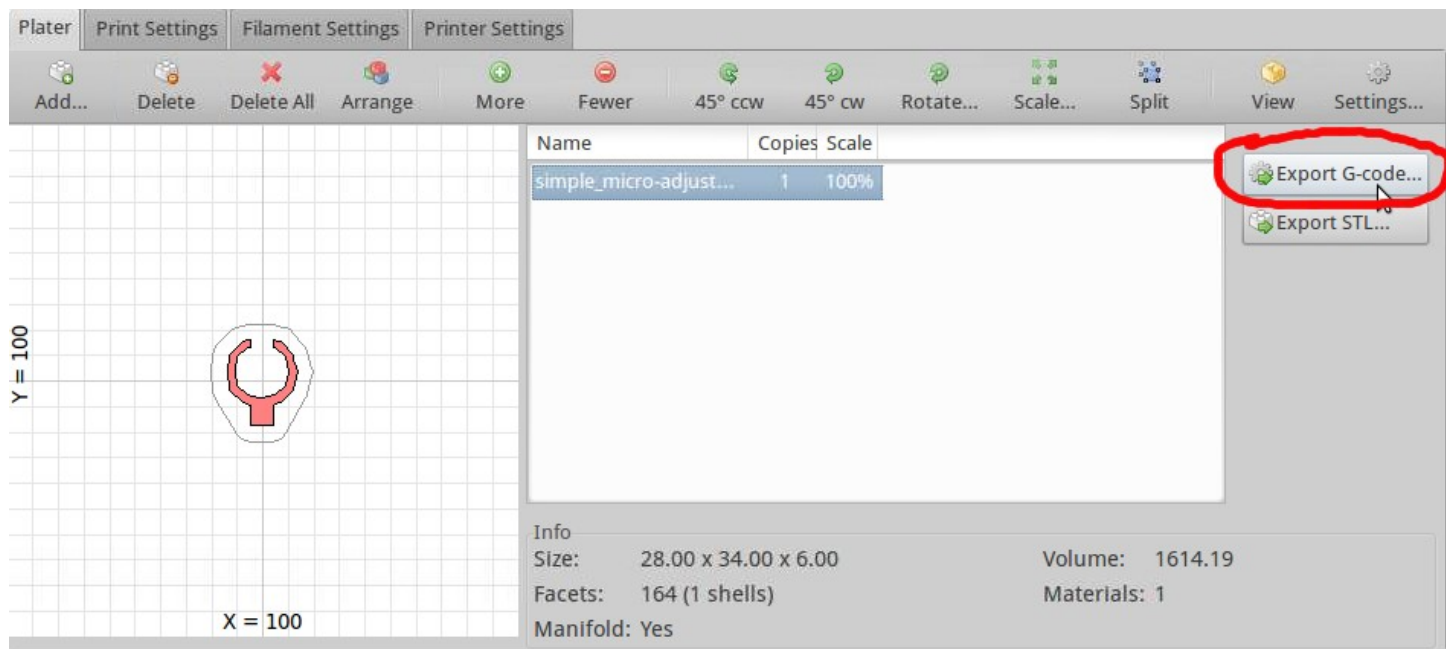 Plater Print Settings Filament Settings Printer Settings
Add... Delete Delete All Arrange More Fewer 45° ccw 45° cw Rotate... Scale... Split View Settings...
Name Copies Scale
simple_micro-adjust... 1 100%
Export G-code...
Export STL...
Y = 100
X = 100
Info
Size: 28.00 x 34.00 x 6.00 Volume: 1614.19
Facets: 164 (1 shells) Materials: 1
Manifold: Yes